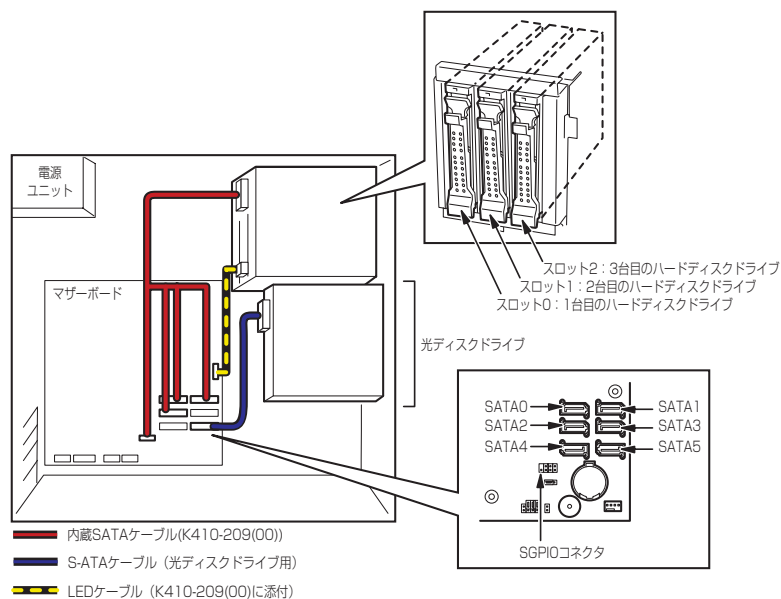 電源
ユニット
マザーボード
スロット2：3台目のハードディスクドライブ
スロット1：2台目のハードディスクドライブ
スロット0：1台目のハードディスクドライブ
光ディスクドライブ
SATA0
SATA1
SATA2
SATA3
SATA4
SATA5
SGPIOコネクタ
内蔵SATAケーブル(K410-209(00))
S-ATAケーブル（光ディスクドライブ用）
LEDケーブル（K410-209(00)に添付）